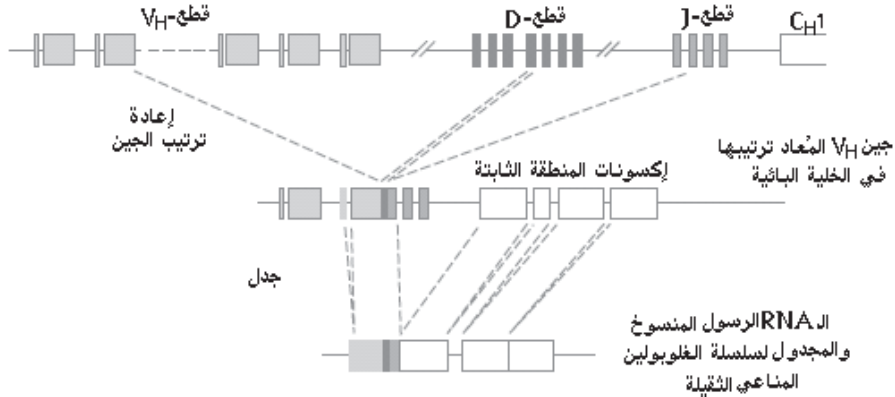 قطع-VH
قطع-D
قطع-J
CH1
إعادة
ترتيب الجين
جين VH المُعاد ترتيبها
في الخلية البائية
إكسونات المنطقة الثابتة
جدل
الـ RNA الرسول المنسوخ
والمجدول لسلسلة الغلوبولين
المناعي الثقيلة